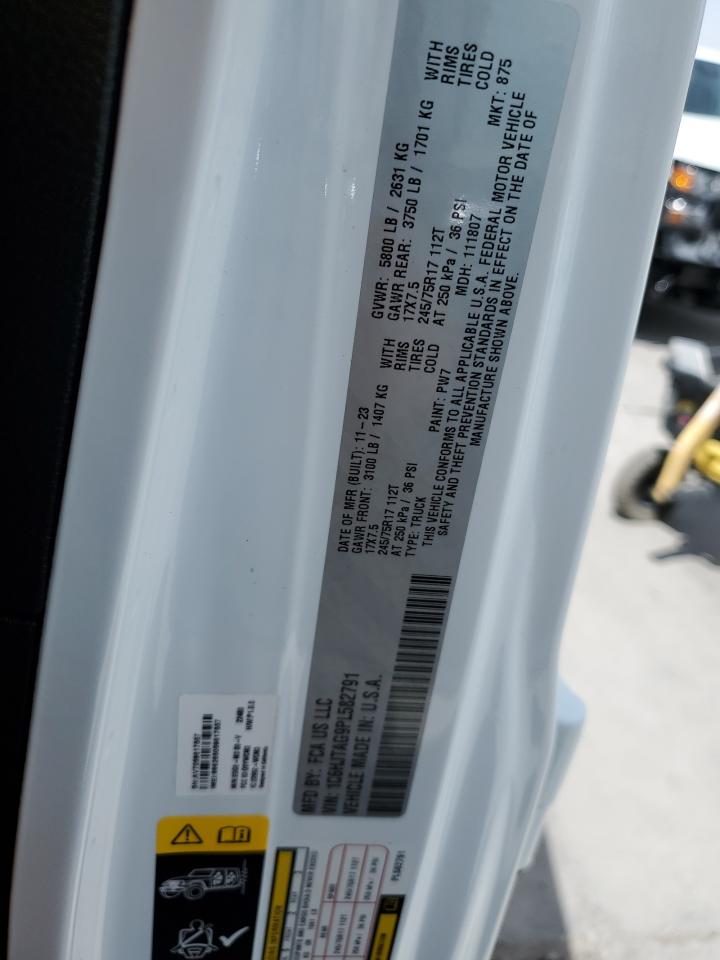 MFD BY: FCA US LLC
VIN: 1C6HJTAG9PL582791
VEHICLE MADE IN: U.S.A.
DATE OF MFR (BUILT): 11-23
GAWR FRONT: 3100 LB / 1407 KG WITH
17X7.5 RIMS
245/75R17 112T TIRES
AT 250 kPa / 36 PSI COLD
TYPE: TRUCK
GVWR: 5800 LB / 2631 KG
GAWR REAR: 3750 LB / 1701 KG WITH
17X7.5 RIMS
245/75R17 112T TIRES
AT 250 kPa / 36 PSI COLD
PAINT: PW7 MDH: 111807 MKT: 875
THIS VEHICLE CONFORMS TO ALL APPLICABLE U.S.A. FEDERAL MOTOR VEHICLE
SAFETY AND THEFT PREVENTION STANDARDS IN EFFECT ON THE DATE OF
MANUFACTURE SHOWN ABOVE.
PL582791